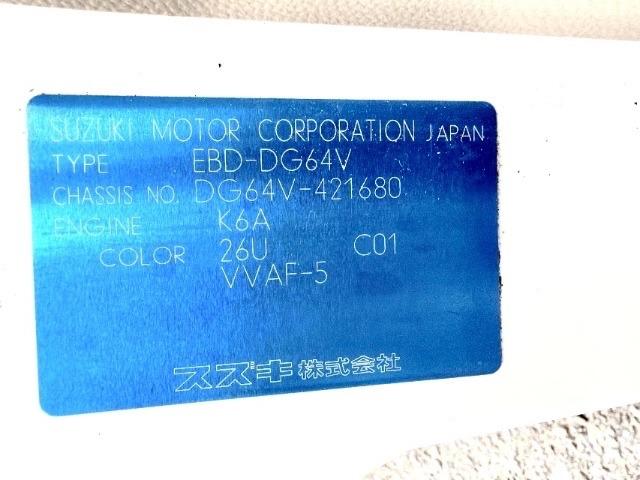 SUZUKI MOTOR CORPORATION JAPAN
TYPE EBD-DG64V
CHASSIS NO. DG64V-421680
ENGINE K6A
COLOR 26U C01
VVAF-5
スズキ株式会社